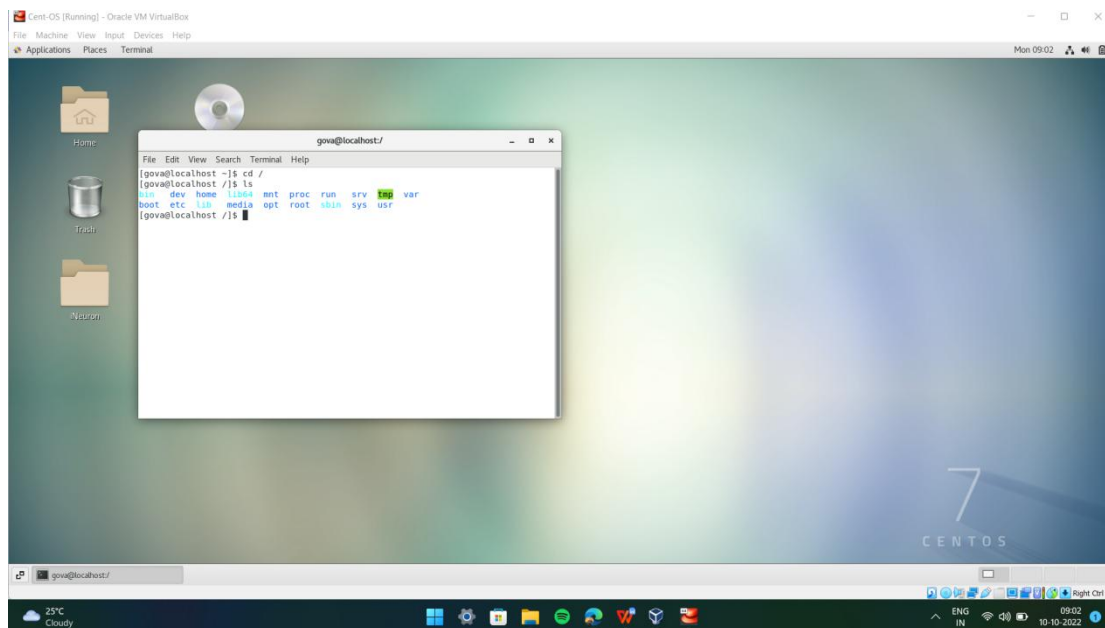 Cent-OS [Running] - Oracle VM VirtualBox
File Machine View Input Devices Help
Applications Places Terminal Mon 09:02
Home
gova@localhost:/
File Edit View Search Terminal Help
[gova@localhost ~]$ cd /
[gova@localhost /]$ ls
bin dev home lib64 mnt proc run srv tmp var
boot etc lib media opt root sbin sys usr
[gova@localhost /]$
Trash
iNeuron
7
CENTOS
gova@localhost:/
Right Ctrl
25°C
Cloudy
ENG
IN
09:02
10-10-2022
1